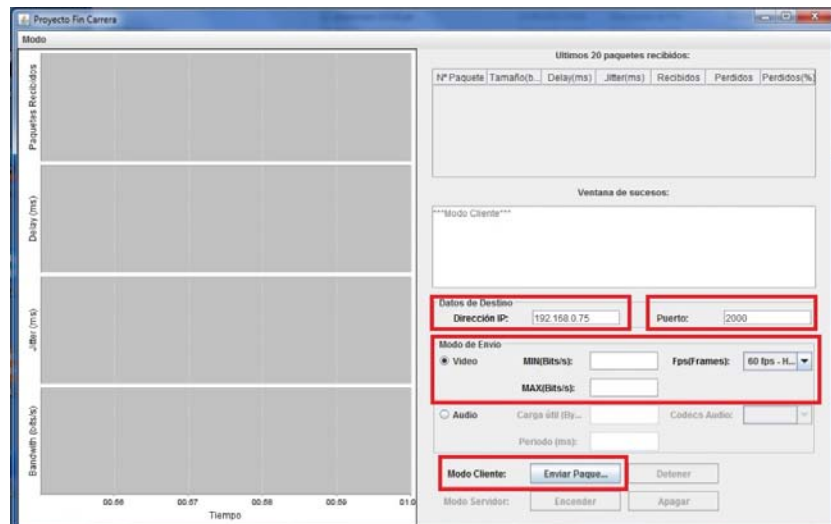 Proyecto Fin Carrera
Modo
Paquetes Recibidos
Delay (ms)
Jitter (ms)
Bandwith (bits/s)
00:56 00:57 00:58 00:59 01:0
Tiempo
Ultimos 20 paquetes recibidos:
Nº Paquete Tamaño(b... Delay(ms) Jitter(ms) Recibidos Perdidos Perdidos(%)
Ventana de sucesos:
***Modo Cliente***
Datos de Destino
Dirección IP: 192.168.0.75 Puerto: 2000
Modo de Envio
Video MIN(Bits/s): Fps(Frames): 60 fps - H...
MAX(Bits/s):
Audio Carga útil (By... Codecs Audio:
Periodo (ms):
Modo Cliente: Enviar Paque... Detener
Modo Servidor: Encender Apagar